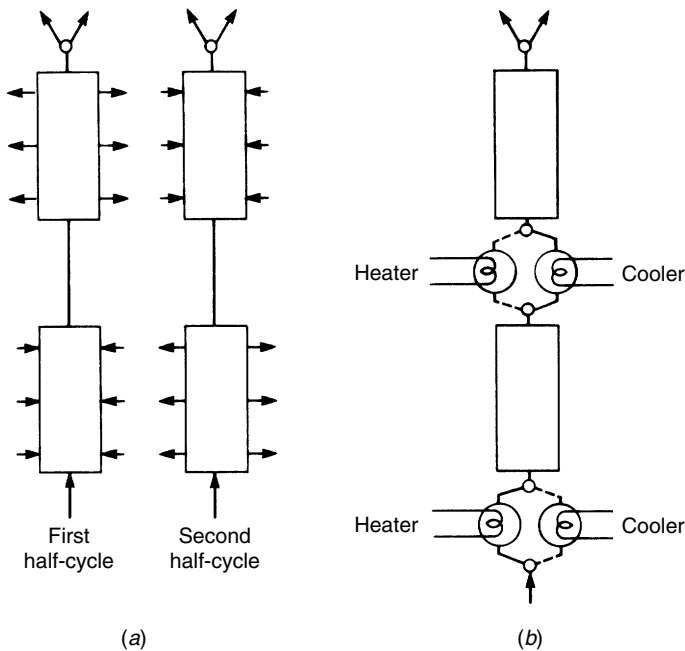 Heater
Cooler
Heater
Cooler
First
half-cycle
Second
half-cycle
(a)
(b)